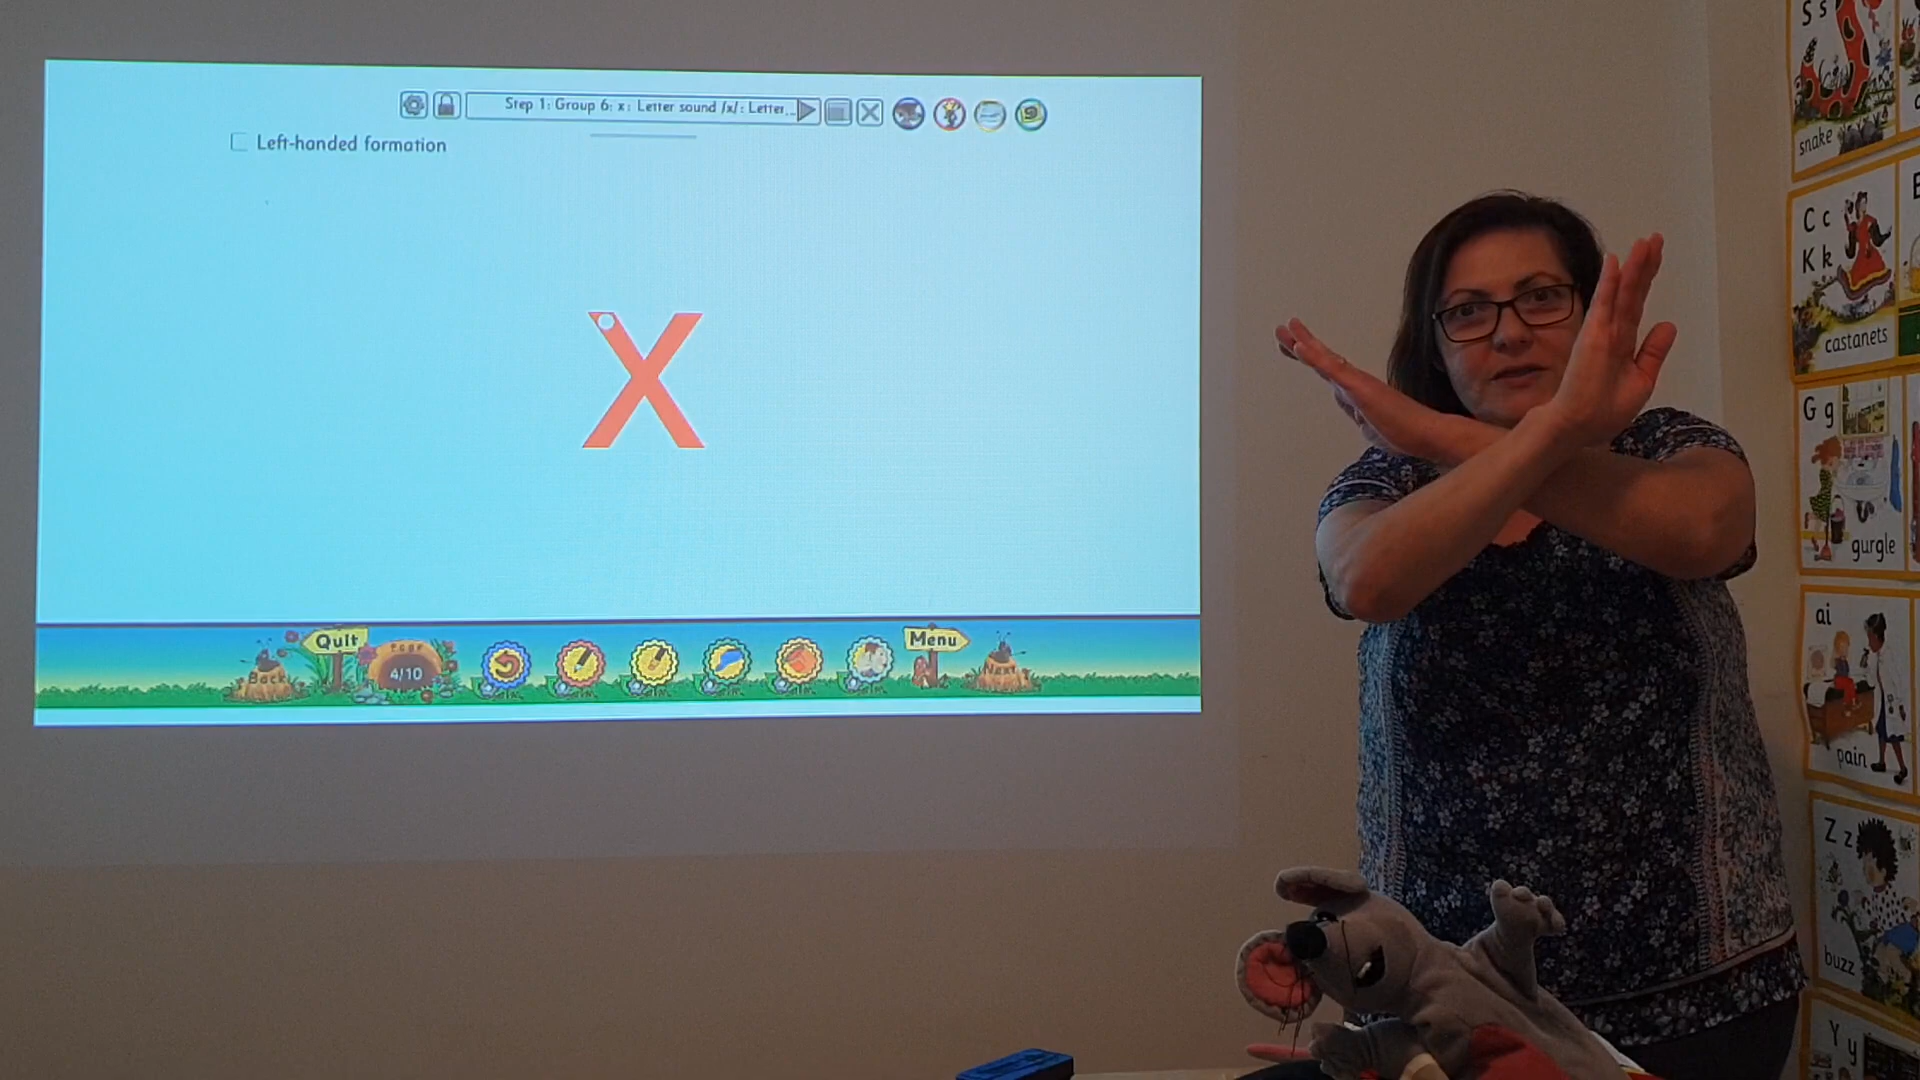 Step 1: Group 6: x: Letter sound /x/: Letter...
Left-handed formation
x
Back
Quit
4/10
Menu
Next
S s
snake
C c
K k
castanets
G g
gurgle
ai
pain
Z z
buzz
Y y